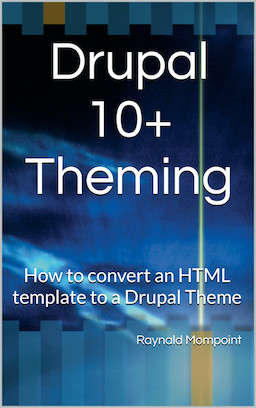 Drupal
10+
Theming
How to convert an HTML
template to a Drupal Theme
Raynald Mompoint